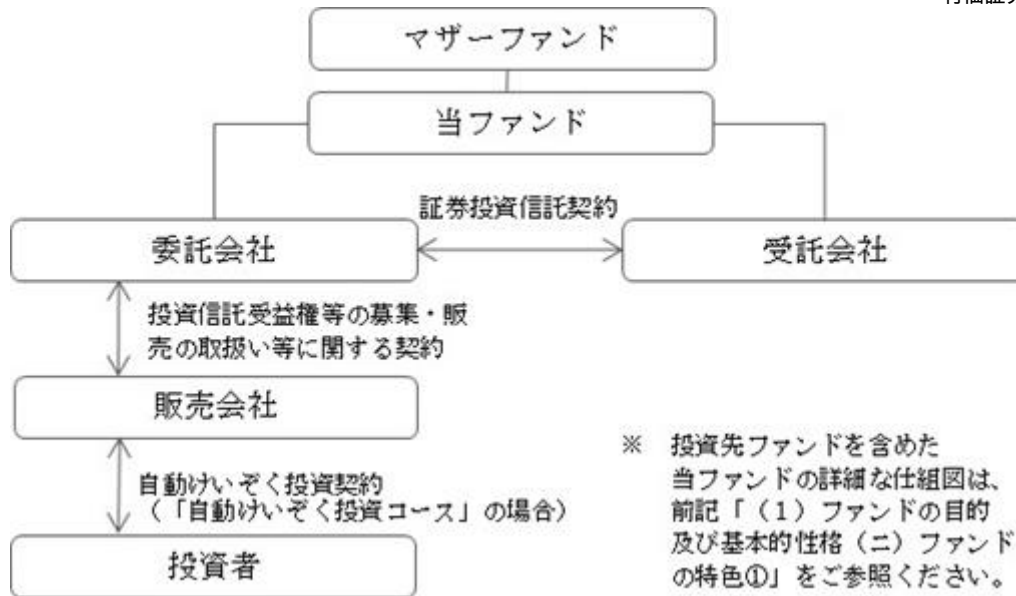 マザーファンド
当ファンド
証券投資信託契約
委託会社
受託会社
投資信託受益権等の募集・販
売の取扱い等に関する契約
販売会社
自動けいぞく投資契約
（「自動けいぞく投資コース」の場合）
投資者
※ 投資先ファンドを含めた
当ファンドの詳細な仕組図は、
前記「（１）ファンドの目的
及び基本的性格（ニ）ファンド
の特色①」をご参照ください。